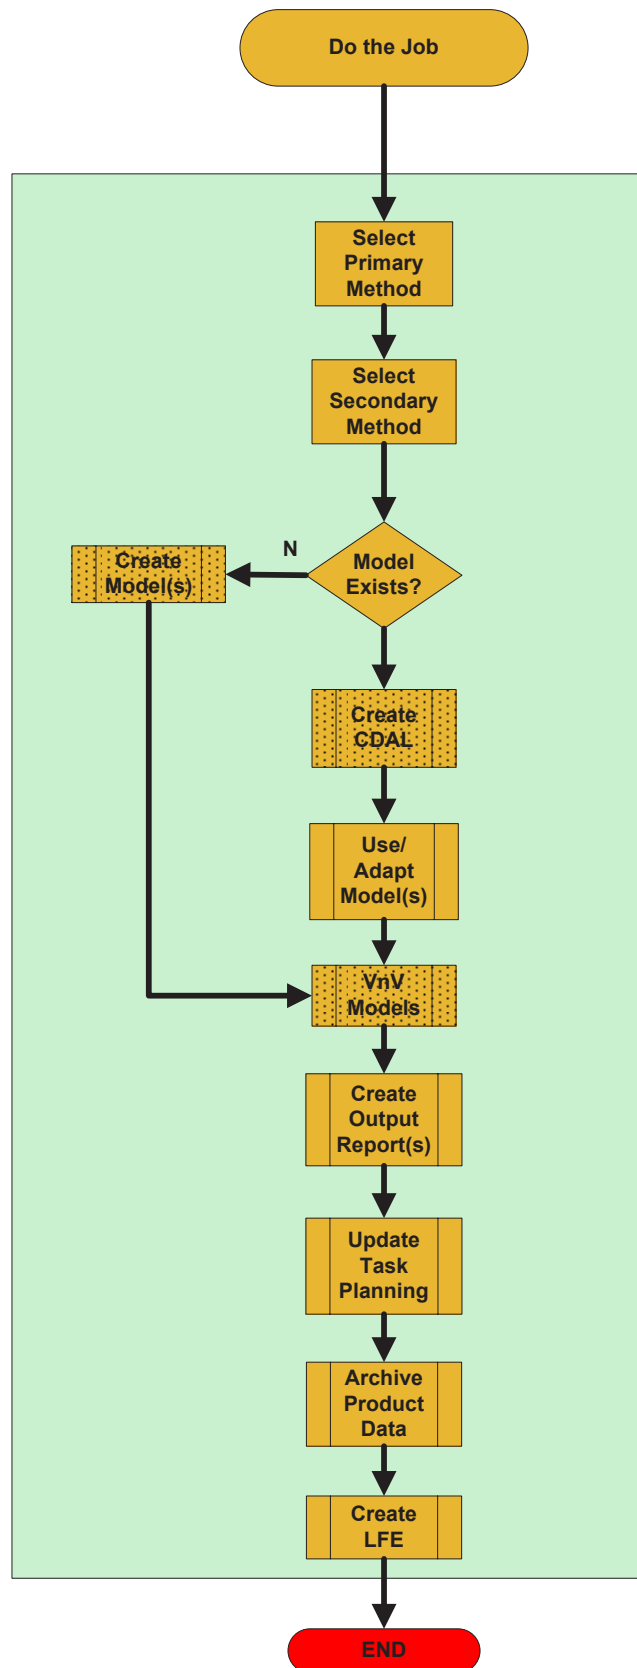 Do the Job
Select
Primary
Method
Select
Secondary
Method
N
Model
Exists?
Create
Model(s)
Create
CDAL
Use/
Adapt
Model(s)
VnV
Models
Create
Output
Report(s)
Update
Task
Planning
Archive
Product
Data
Create
LFE
END